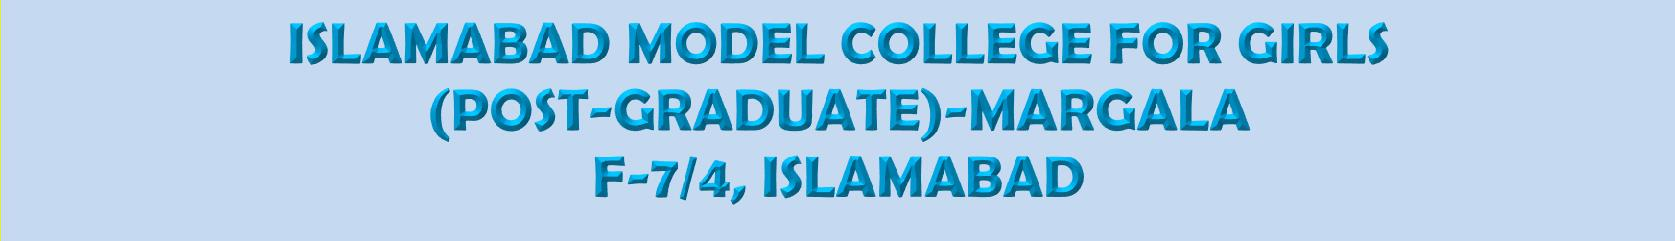 ISLAMABAD MODEL COLLEGE FOR GIRLS
(POST-GRADUATE)-MARGALA
F-7/4, ISLAMABAD